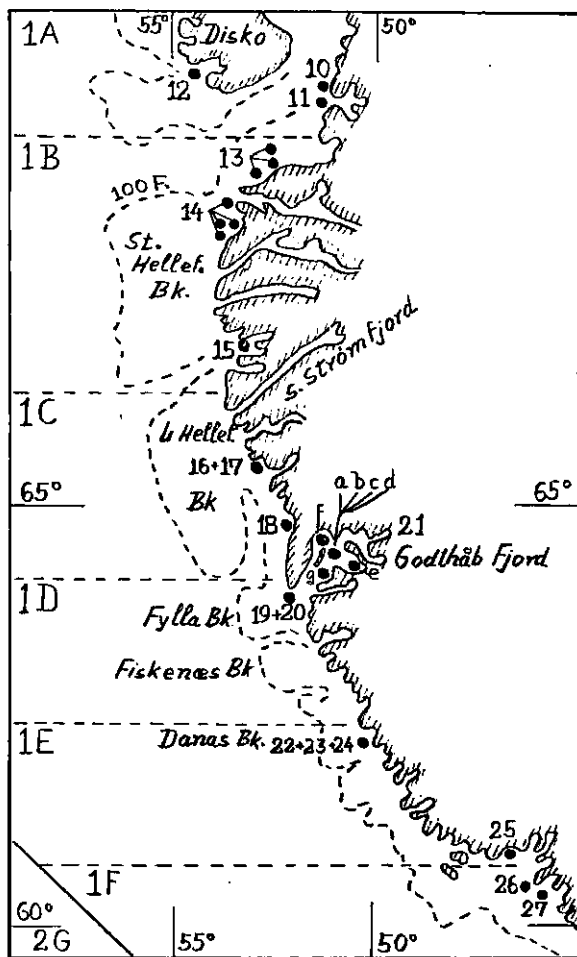 1A
55°
Disko
50°
10
12
11
1B
13
100 F.
14
St.
Hellef.
Bk.
15
S. Strömfjord
1C
L Hellef.
16+17
Bk
a b c d
65°
65°
18
f
21
Godthåb Fjord
g
e
1D
Fylla Bk.
19+20
Fiskenæs Bk
1E
Danas Bk.
22+23+24
25
1F
26
27
60°
2G
55°
50°